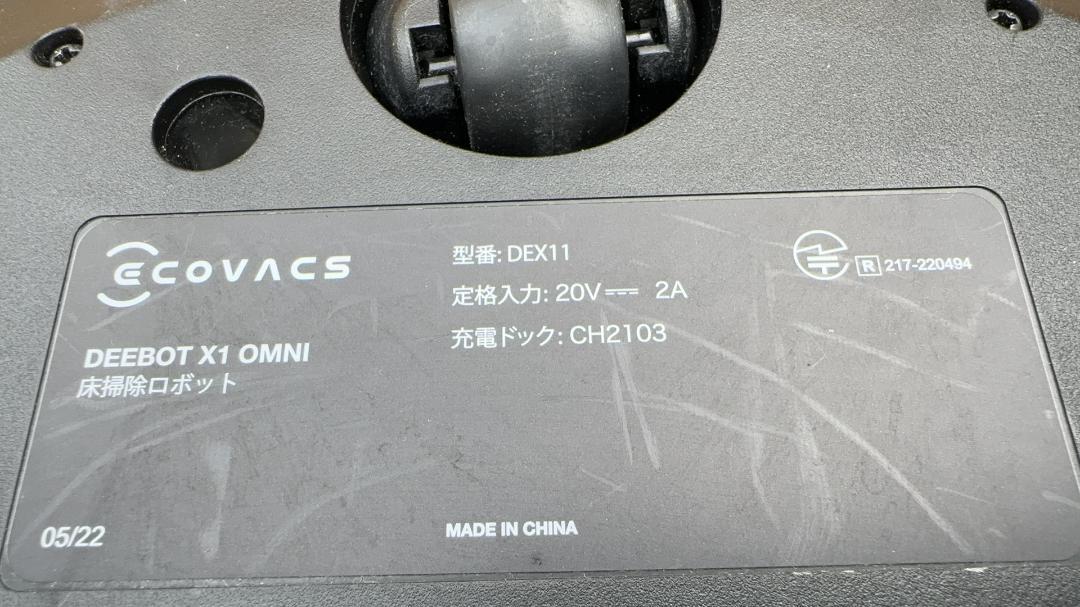 ECOVACS
DEEBOT X1 OMNI
床掃除ロボット
型番: DEX11
定格入力: 20V⎓ 2A
充電ドック: CH2103
R 217-220494
05/22
MADE IN CHINA